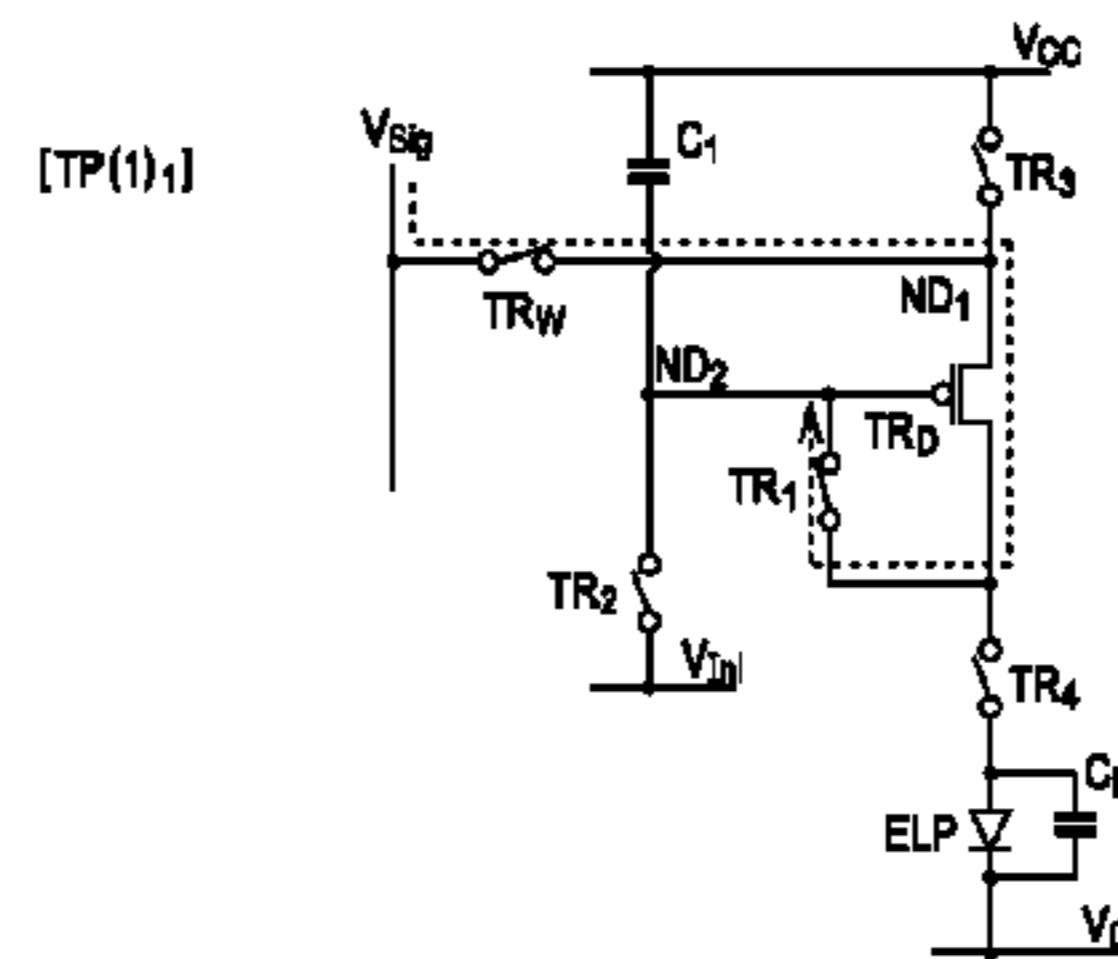 VCC
VSig
C1
[TP(1)1]
TR3
ND1
TRW
ND2
TRD
TR1
TR2
VIni
TR4
ELP